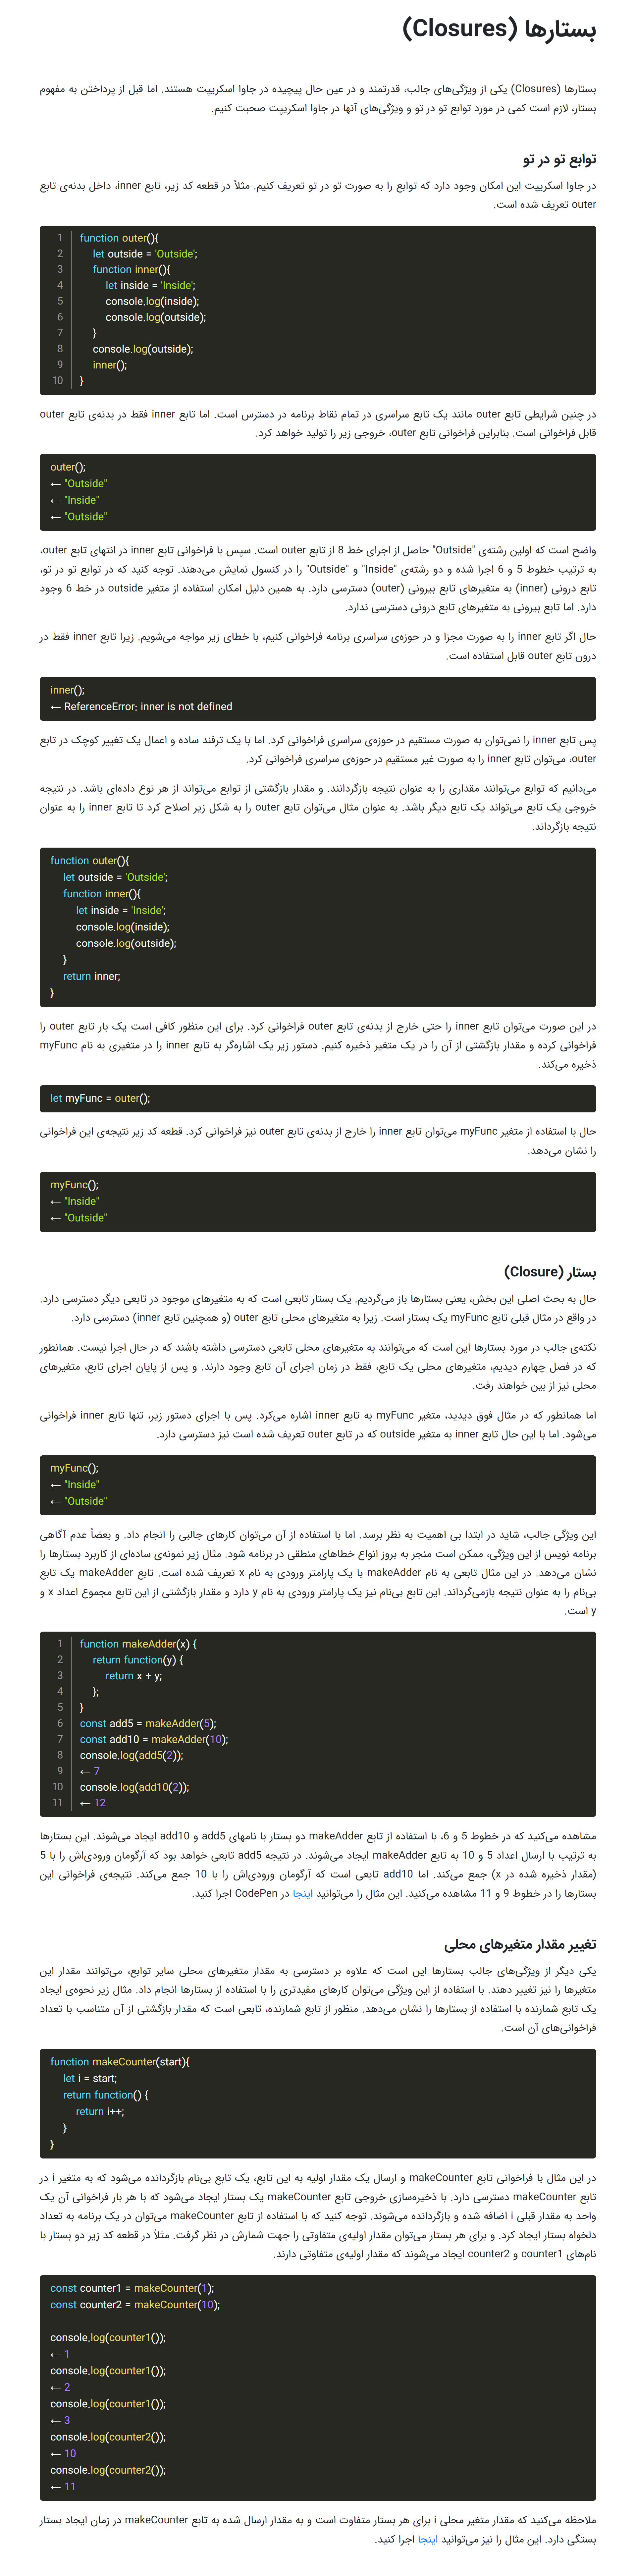 بستارها (Closures)
بستارها (Closures) یکی از ویژگی‌های جالب، قدرتمند و در عین حال پیچیده در جاوا اسکریپت هستند. اما قبل از پرداختن به مفهوم
بستار، لازم است کمی در مورد توابع تو در تو و ویژگی‌های آنها در جاوا اسکریپت صحبت کنیم.
توابع تو در تو
در جاوا اسکریپت این امکان وجود دارد که توابع را به صورت تو در تو تعریف کنیم. مثلاً در قطعه کد زیر، تابع inner، داخل بدنه‌ی تابع
outer تعریف شده است.
1 function outer(){
2 let outside = 'Outside';
3 function inner(){
4 let inside = 'Inside';
5 console.log(inside);
6 console.log(outside);
7 }
8 console.log(outside);
9 inner();
10 }
در چنین شرایطی تابع outer مانند یک تابع سراسری در تمام نقاط برنامه در دسترس است. اما تابع inner فقط در بدنه‌ی تابع outer
قابل فراخوانی است. بنابراین فراخوانی تابع outer، خروجی زیر را تولید خواهد کرد.
outer();
← "Outside"
← "Inside"
← "Outside"
واضح است که اولین رشته‌ی "Outside" حاصل از اجرای خط 8 از تابع outer است. سپس با فراخوانی تابع inner در انتهای تابع outer،
به ترتیب خطوط 5 و 6 اجرا شده و دو رشته‌ی "Inside" و "Outside" را در کنسول نمایش می‌دهند. توجه کنید که در توابع تو در تو،
تابع درونی (inner) به متغیرهای تابع بیرونی (outer) دسترسی دارد. به همین دلیل امکان استفاده از متغیر outside در خط 6 وجود
دارد. اما تابع بیرونی به متغیرهای تابع درونی دسترسی ندارد.
حال اگر تابع inner را به صورت مجزا و در حوزه‌ی سراسری برنامه فراخوانی کنیم، با خطای زیر مواجه می‌شویم. زیرا تابع inner فقط در
درون تابع outer قابل استفاده است.
inner();
← ReferenceError: inner is not defined
پس تابع inner را نمی‌توان به صورت مستقیم در حوزه‌ی سراسری فراخوانی کرد. اما با یک ترفند ساده و اعمال یک تغییر کوچک در تابع
outer، می‌توان تابع inner را به صورت غیر مستقیم در حوزه‌ی سراسری فراخوانی کرد.
می‌دانیم که توابع می‌توانند مقداری را به عنوان نتیجه بازگردانند. و مقدار بازگشتی از توابع می‌تواند از هر نوع داده‌ای باشد. در نتیجه
خروجی یک تابع می‌تواند یک تابع دیگر باشد. به عنوان مثال می‌توان تابع outer را به شکل زیر اصلاح کرد تا تابع inner را به عنوان
نتیجه بازگرداند.
function outer(){
let outside = 'Outside';
function inner(){
let inside = 'Inside';
console.log(inside);
console.log(outside);
}
return inner;
}
در این صورت می‌توان تابع inner را حتی خارج از بدنه‌ی تابع outer فراخوانی کرد. برای این منظور کافی است یک بار تابع outer را
فراخوانی کرده و مقدار بازگشتی از آن را در یک متغیر ذخیره کنیم. دستور زیر یک اشاره‌گر به تابع inner را در متغیری به نام myFunc
ذخیره می‌کند.
let myFunc = outer();
حال با استفاده از متغیر myFunc می‌توان تابع inner را خارج از بدنه‌ی تابع outer نیز فراخوانی کرد. قطعه کد زیر نتیجه‌ی این فراخوانی
را نشان می‌دهد.
myFunc();
← "Inside"
← "Outside"
بستار (Closure)
حال به بحث اصلی این بخش، یعنی بستارها باز می‌گردیم. یک بستار تابعی است که به متغیرهای موجود در تابعی دیگر دسترسی دارد.
در واقع در مثال قبلی تابع myFunc یک بستار است. زیرا به متغیرهای محلی تابع outer (و همچنین تابع inner) دسترسی دارد.
نکته‌ی جالب در مورد بستارها این است که می‌توانند به متغیرهای محلی تابعی دسترسی داشته باشند که در حال اجرا نیست. همانطور
که در فصل چهارم دیدیم، متغیرهای محلی یک تابع، فقط در زمان اجرای آن تابع وجود دارند. و پس از پایان اجرای تابع، متغیرهای
محلی نیز از بین خواهند رفت.
اما همانطور که در مثال فوق دیدید، متغیر myFunc به تابع inner اشاره می‌کرد. پس با اجرای دستور زیر، تنها تابع inner فراخوانی
می‌شود. اما با این حال تابع inner به متغیر outside که در تابع outer تعریف شده است نیز دسترسی دارد.
myFunc();
← "Inside"
← "Outside"
این ویژگی جالب، شاید در ابتدا بی اهمیت به نظر برسد. اما با استفاده از آن می‌توان کارهای جالبی را انجام داد. و بعضاً عدم آگاهی
برنامه نویس از این ویژگی، ممکن است منجر به بروز انواع خطاهای منطقی در برنامه شود. مثال زیر نمونه‌ی ساده‌ای از کاربرد بستارها را
نشان می‌دهد. در این مثال تابعی به نام makeAdder با یک پارامتر ورودی به نام x تعریف شده است. تابع makeAdder یک تابع
بی‌نام را به عنوان نتیجه بازمی‌گرداند. این تابع بی‌نام نیز یک پارامتر ورودی به نام y دارد و مقدار بازگشتی از این تابع مجموع اعداد x و
y است.
1 function makeAdder(x) {
2 return function(y) {
3 return x + y;
4 };
5 }
6 const add5 = makeAdder(5);
7 const add10 = makeAdder(10);
8 console.log(add5(2));
9 ← 7
10 console.log(add10(2));
11 ← 12
مشاهده می‌کنید که در خطوط 5 و 6، با استفاده از تابع makeAdder دو بستار با نامهای add5 و add10 ایجاد می‌شوند. این بستارها
به ترتیب با ارسال اعداد 5 و 10 به تابع makeAdder ایجاد می‌شوند. در نتیجه add5 تابعی خواهد بود که آرگومان ورودی‌اش را با 5
(مقدار ذخیره شده در x) جمع می‌کند. اما add10 تابعی است که آرگومان ورودی‌اش را با 10 جمع می‌کند. نتیجه‌ی فراخوانی این
بستارها را در خطوط 9 و 11 مشاهده می‌کنید. این مثال را می‌توانید اینجا در CodePen اجرا کنید.
تغییر مقدار متغیرهای محلی
یکی دیگر از ویژگی‌های جالب بستارها این است که علاوه بر دسترسی به مقدار متغیرهای محلی سایر توابع، می‌توانند مقدار این
متغیرها را نیز تغییر دهند. با استفاده از این ویژگی می‌توان کارهای مفیدتری را با استفاده از بستارها انجام داد. مثال زیر نحوه‌ی ایجاد
یک تابع شمارنده با استفاده از بستارها را نشان می‌دهد. منظور از تابع شمارنده، تابعی است که مقدار بازگشتی از آن متناسب با تعداد
فراخوانی‌های آن است.
function makeCounter(start){
let i = start;
return function() {
return i++;
}
}
در این مثال با فراخوانی تابع makeCounter و ارسال یک مقدار اولیه به این تابع، یک تابع بی‌نام بازگردانده می‌شود که به متغیر i در
تابع makeCounter دسترسی دارد. با ذخیره‌سازی خروجی تابع makeCounter یک بستار ایجاد می‌شود که با هر بار فراخوانی آن یک
واحد به مقدار قبلی i اضافه شده و بازگردانده می‌شوند. توجه کنید که با استفاده از تابع makeCounter می‌توان در یک برنامه به تعداد
دلخواه بستار ایجاد کرد. و برای هر بستار می‌توان مقدار اولیه‌ی متفاوتی را جهت شمارش در نظر گرفت. مثلاً در قطعه کد زیر دو بستار با
نام‌های counter1 و counter2 ایجاد می‌شوند که مقدار اولیه‌ی متفاوتی دارند.
const counter1 = makeCounter(1);
const counter2 = makeCounter(10);
console.log(counter1());
← 1
console.log(counter1());
← 2
console.log(counter1());
← 3
console.log(counter2());
← 10
console.log(counter2());
← 11
ملاحظه می‌کنید که مقدار متغیر محلی i برای هر بستار متفاوت است و به مقدار ارسال شده به تابع makeCounter در زمان ایجاد بستار
بستگی دارد. این مثال را نیز می‌توانید اینجا اجرا کنید.